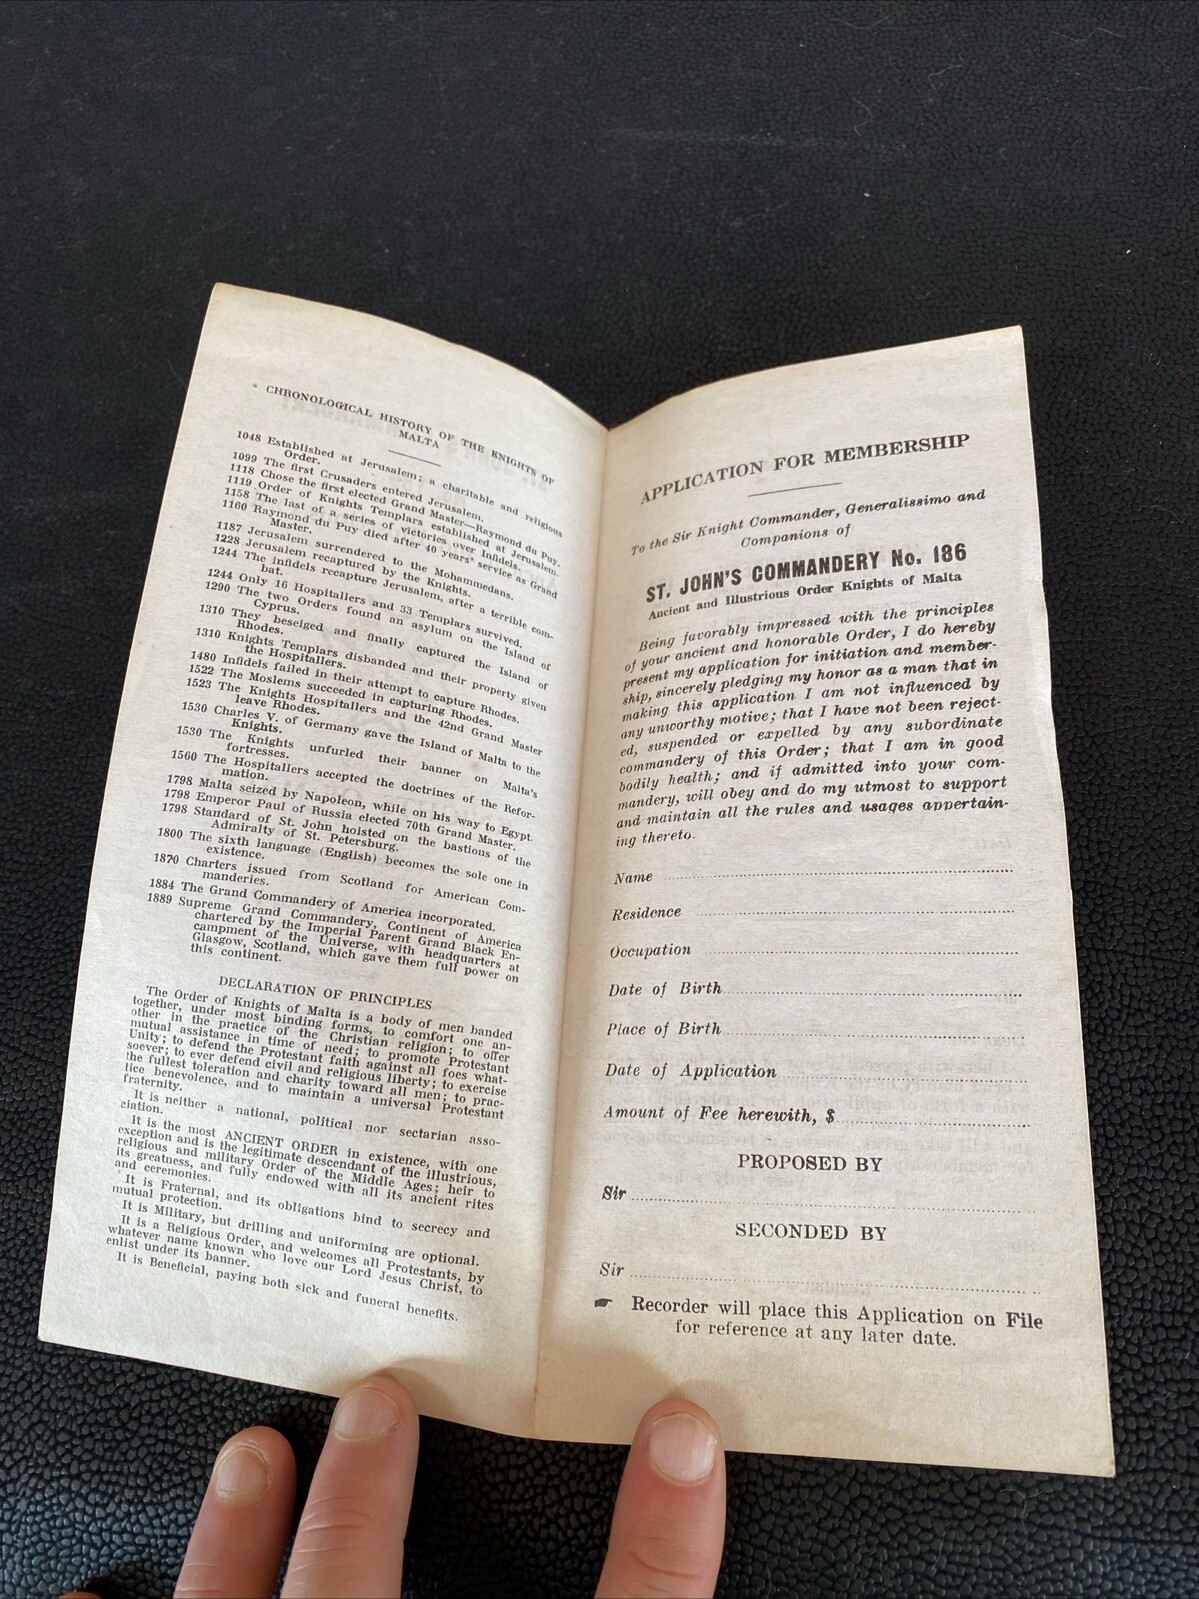 CHRONOLOGICAL HISTORY OF THE KNIGHTS OF
MALTA
1048 Established at Jerusalem; a charitable and religious
Order.
1099 The first Crusaders entered Jerusalem.
1118 Chose the first elected Grand Master—Raymond du Puy.
1119 Order of Knights Templars established at Jerusalem.
1158 The last of a series of victories over Infidels.
1160 Raymond du Puy died after 40 years' service as Grand
Master.
1187 Jerusalem surrendered to the Mohammedans.
1228 Jerusalem recaptured by the Knights.
1244 The infidels recapture Jerusalem, after a terrible com-
bat.
1244 Only 16 Hospitallers and 33 Templars survived.
1290 The two Orders found an asylum on the Island of
Cyprus.
1310 They beseiged and finally captured the Island of
Rhodes.
1310 Knights Templars disbanded and their property given
the Hospitallers.
1480 Infidels failed in their attempt to capture Rhodes.
1522 The Moslems succeeded in capturing Rhodes.
1523 The Knights Hospitallers and the 42nd Grand Master
leave Rhodes.
1530 Charles V. of Germany gave the Island of Malta to the
Knights.
1530 The Knights unfurled their banner on Malta's
fortresses.
1560 The Hospitallers accepted the doctrines of the Refor-
mation.
1798 Malta seized by Napoleon, while on his way to Egypt.
1798 Emperor Paul of Russia elected 70th Grand Master.
1798 Standard of St. John hoisted on the bastions of the
Admiralty of St. Petersburg.
1800 The sixth language (English) becomes the sole one in
existence.
1870 Charters issued from Scotland for American Com-
manderies.
1884 The Grand Commandery of America incorporated.
1889 Supreme Grand Commandery, Continent of America
chartered by the Imperial Parent Grand Black En-
campment of the Universe, with headquarters at
Glasgow, Scotland, which gave them full power on
this continent.
DECLARATION OF PRINCIPLES
The Order of Knights of Malta is a body of men banded
together, under most binding forms, to comfort one an-
other in the practice of the Christian religion; to offer
mutual assistance in time of need; to promote Protestant
Unity; to defend the Protestant faith against all foes what-
soever; to ever defend civil and religious liberty; to exercise
the fullest toleration and charity toward all men; to prac-
tice benevolence, and to maintain a universal Protestant
fraternity.
It is neither a national, political nor sectarian asso-
ciation.
It is the most ANCIENT ORDER in existence, with one
exception and is the legitimate descendant of the illustrious,
religious and military Order of the Middle Ages; heir to
its greatness, and fully endowed with all its ancient rites
and ceremonies.
It is Fraternal, and its obligations bind to secrecy and
mutual protection.
It is Military, but drilling and uniforming are optional.
It is a Religious Order, and welcomes all Protestants, by
whatever name known who love our Lord Jesus Christ, to
enlist under its banner.
It is Beneficial, paying both sick and funeral benefits.
APPLICATION FOR MEMBERSHIP
To the Sir Knight Commander, Generalissimo and
Companions of
ST. JOHN'S COMMANDERY No. 186
Ancient and Illustrious Order Knights of Malta
Being favorably impressed with the principles
of your ancient and honorable Order, I do hereby
present my application for initiation and member-
ship, sincerely pledging my honor as a man that in
making this application I am not influenced by
any unworthy motive; that I have not been reject-
ed, suspended or expelled by any subordinate
commandery of this Order; that I am in good
bodily health; and if admitted into your com-
mandery, will obey and do my utmost to support
and maintain all the rules and usages appertain-
ing thereto.
Name
Residence
Occupation
Date of Birth
Place of Birth
Date of Application
Amount of Fee herewith, $
PROPOSED BY
Sir
SECONDED BY
Sir
☛ Recorder will place this Application on File
for reference at any later date.